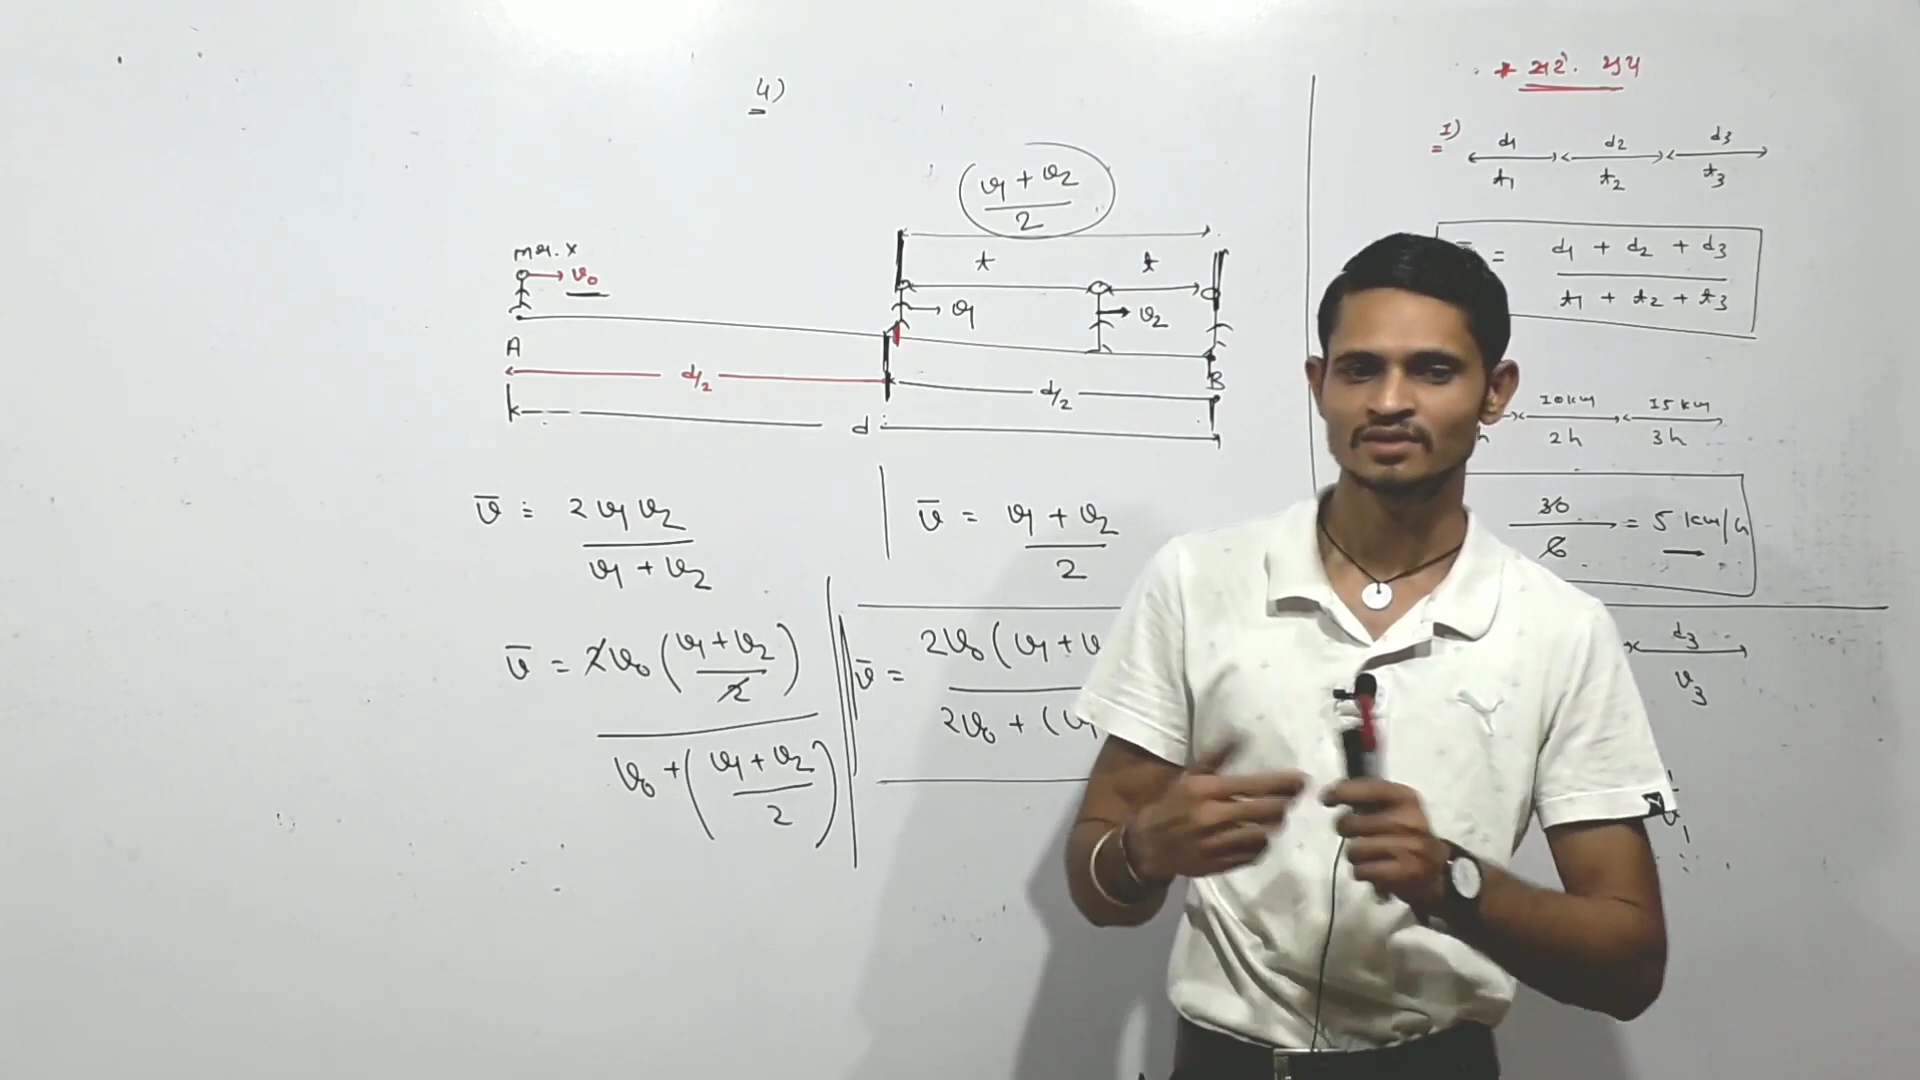 4)
v₁ + v₂
2
t t
v₀
v₁ v₂
A
d/2
d/2
B
d
v̄ = 2v₁v₂
v₁ + v₂
v̄ = v₁ + v₂
2
v̄ = 2v₀(v₁+v₂
2)
v₀ + (v₁+v₂
2)
v̄ = 2v₀(v₁+v
2v₀ + (v₁
I)
d₁ d₂ d₃
t₁ t₂ t₃
= d₁ + d₂ + d₃
t₁ + t₂ + t₃
10km 15km
h 2h 3h
30
6 = 5 km/h
d₃
v₃